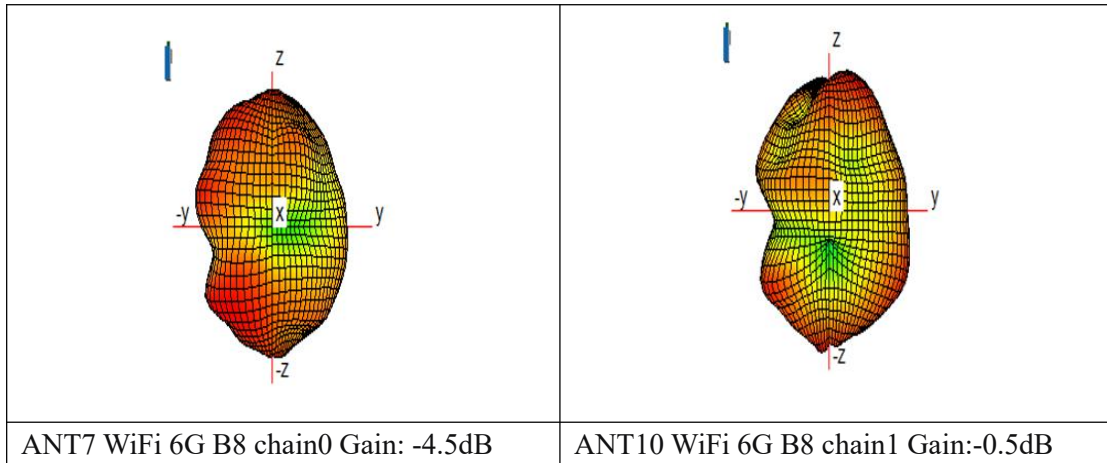 z
-y
x
y
-z
z
-y
x
y
-z
ANT7 WiFi 6G B8 chain0 Gain: -4.5dB
ANT10 WiFi 6G B8 chain1 Gain:-0.5dB